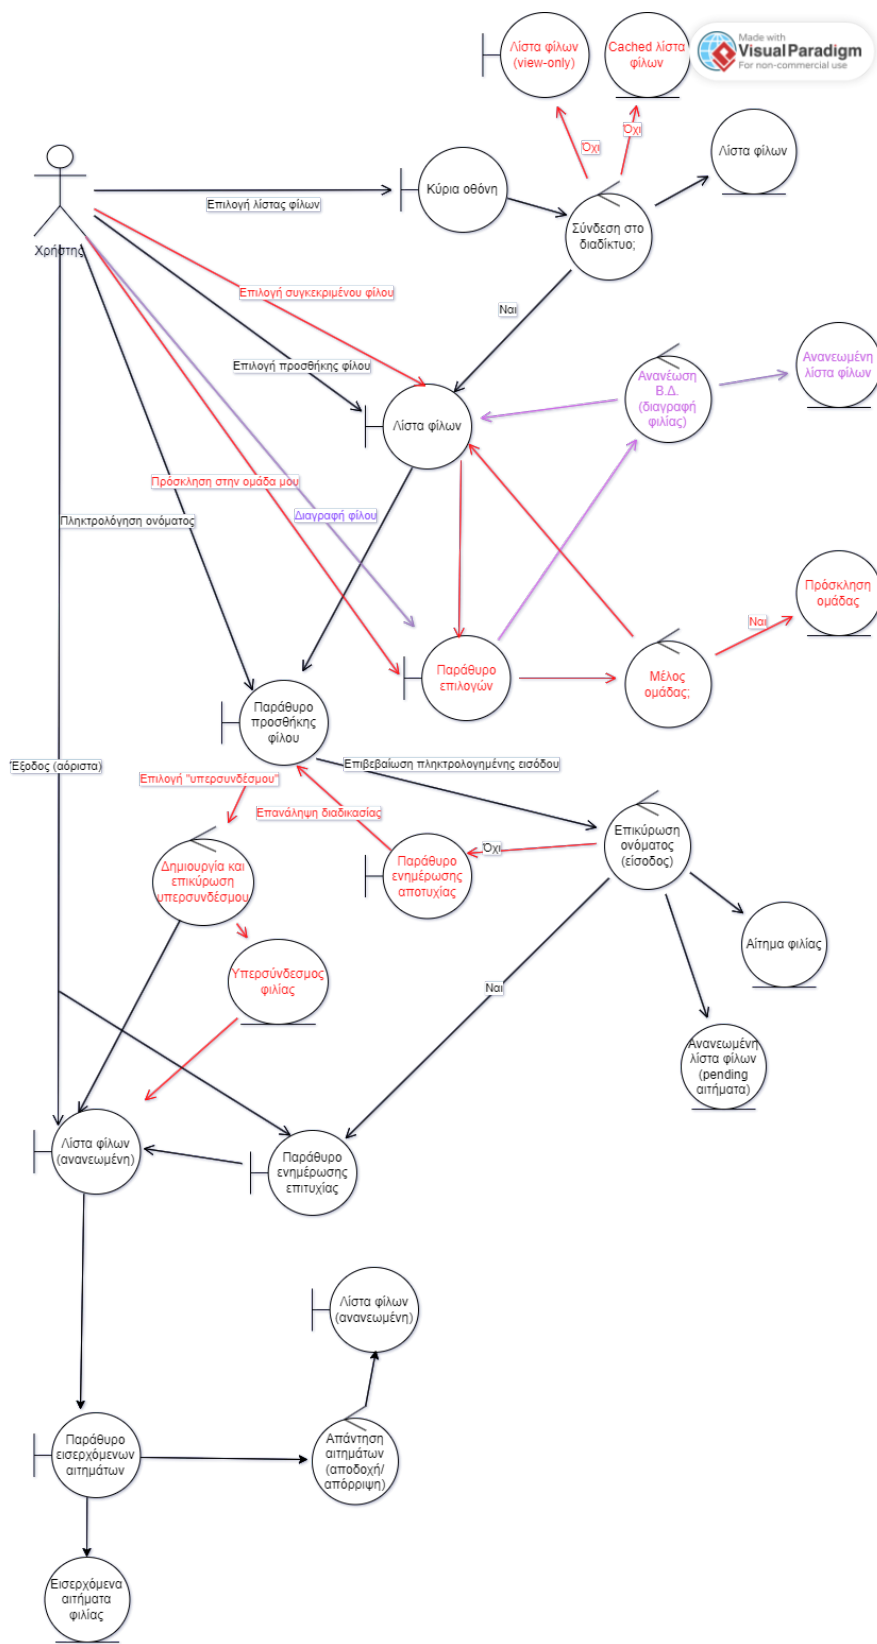 Λίστα φίλων
(view-only)
Cached λίστα
φίλων
Made with
Visual Paradigm
For non-commercial use
Όχι
Όχι
Λίστα φίλων
Κύρια οθόνη
Επιλογή λίστας φίλων
Σύνδεση στο
διαδίκτυο;
Χρήστης
Επιλογή συγκεκριμένου φίλου
Ναι
Επιλογή προσθήκης φίλου
Ανανέωση
Β.Δ.
(διαγραφή
φιλίας)
Ανανεωμένη
λίστα φίλων
Λίστα φίλων
Πρόσκληση στην ομάδα μου
Πληκτρολόγηση ονόματος
Διαγραφή φίλου
Πρόσκληση
ομάδας
Ναι
Παράθυρο
επιλογών
Μέλος
ομάδας;
Παράθυρο
προσθήκης
φίλου
Έξοδος (αόριστα)
Επιβεβαίωση πληκτρολογημένης εισόδου
Επιλογή "υπερσυνδέσμου"
Επανάληψη διαδικασίας
Επικύρωση
ονόματος
(είσοδος)
Όχι
Παράθυρο
ενημέρωσης
αποτυχίας
Δημιουργία και
επικύρωση
υπερσυνδέσμου
Αίτημα φιλίας
Υπερσύνδεσμος
φιλίας
Ναι
Ανανεωμένη
λίστα φίλων
(pending
αιτήματα)
Λίστα φίλων
(ανανεωμένη)
Παράθυρο
ενημέρωσης
επιτυχίας
Λίστα φίλων
(ανανεωμένη)
Παράθυρο
εισερχόμενων
αιτημάτων
Απάντηση
αιτημάτων
(αποδοχή/
απόρριψη)
Εισερχόμενα
αιτήματα
φιλίας